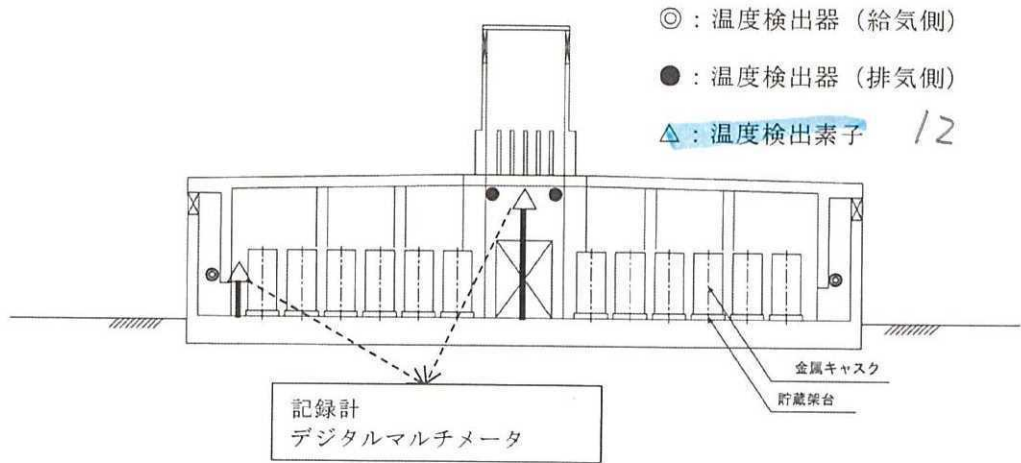 ◎：温度検出器（給気側）
●：温度検出器（排気側）
△：温度検出素子 12
金属キャスク
貯蔵架台
記録計
デジタルマルチメータ